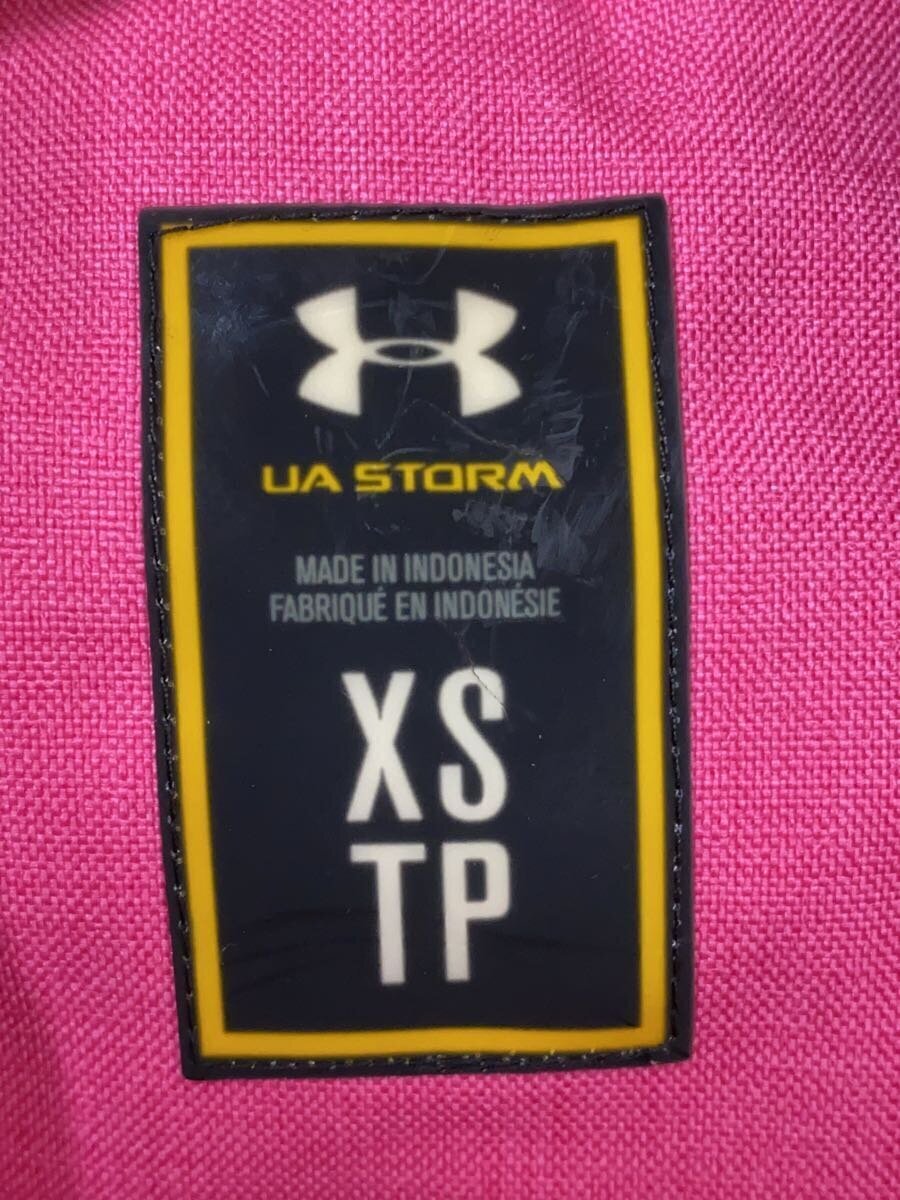 UA STORM
MADE IN INDONESIA
FABRIQUÉ EN INDONÉSIE
XS
TP